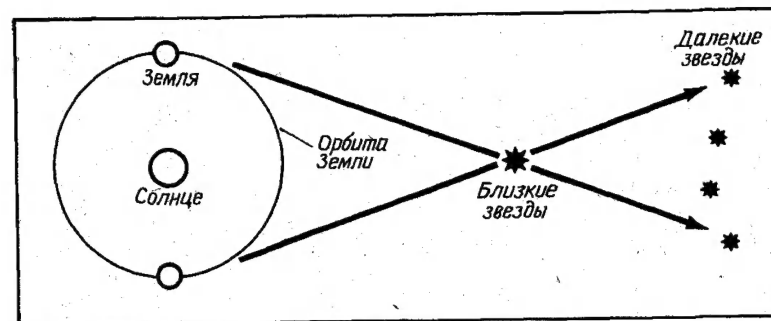 Земля
Солнце
Орбита
Земли
Близкие
звезды
Далекие
звезды